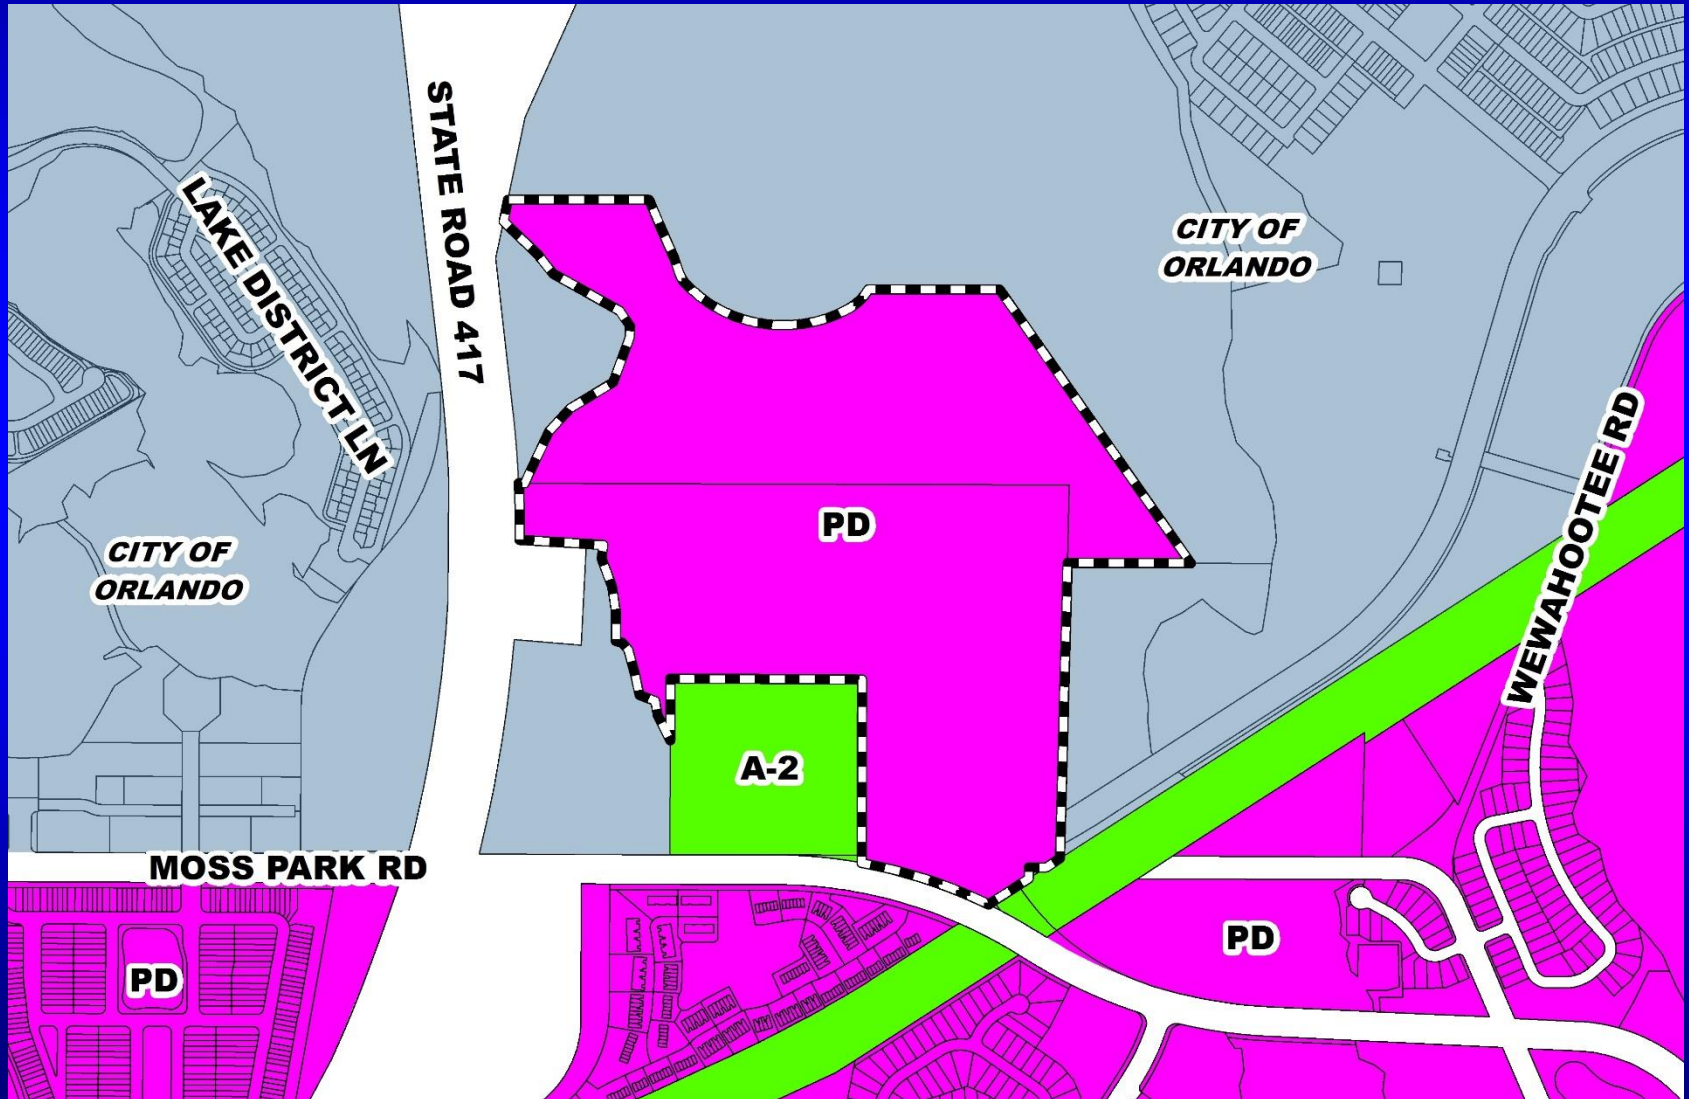 STATE ROAD 417
LAKE DISTRICT LN
CITY OF
ORLANDO
WEWAHOOTEE RD
PD
CITY OF
ORLANDO
A-2
MOSS PARK RD
PD
PD